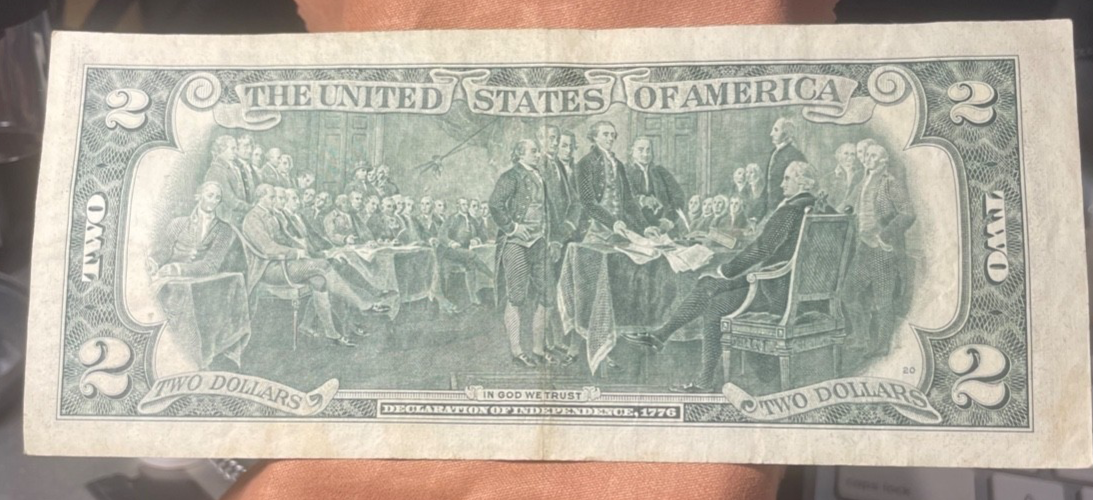 THE UNITED STATES OF AMERICA
2
2
TWO
TWO
2
2
20
TWO DOLLARS
IN GOD WE TRUST
TWO DOLLARS
DECLARATION OF INDEPENDENCE, 1776